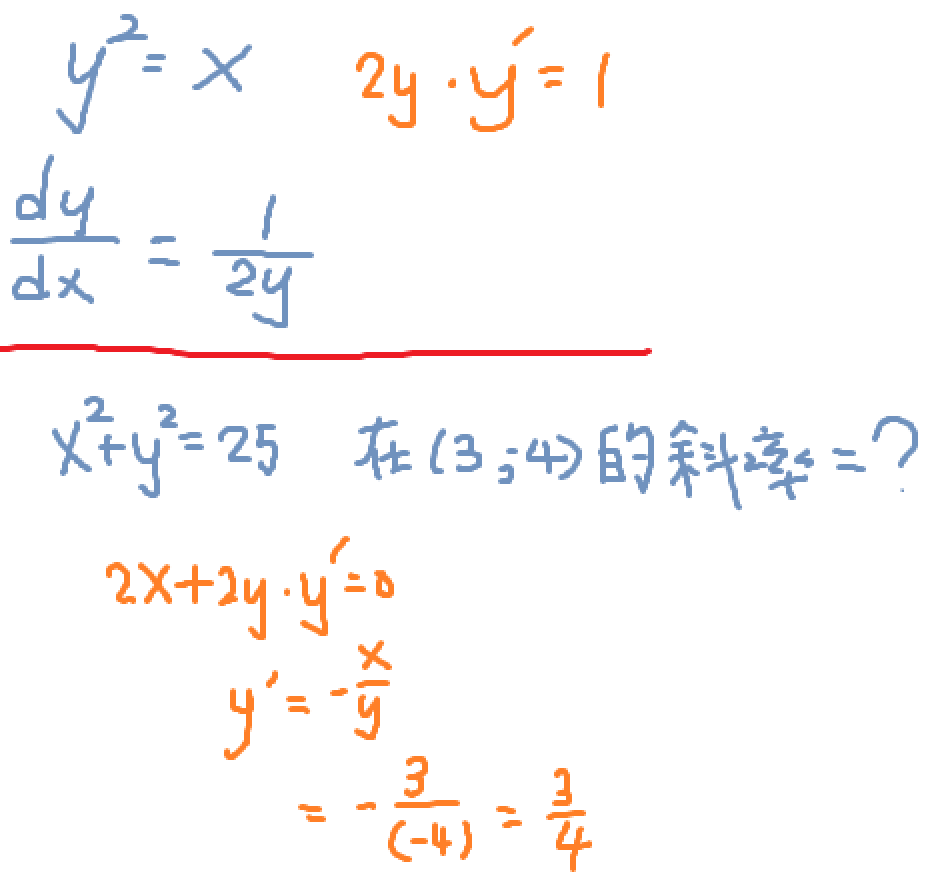 y² = x 2y · y′ = 1
dy/dx = 1/2y
x² + y² = 25 在 (3, -4) 的斜率 = ?
2x + 2y · y′ = 0
y′ = - x/y
= - 3/(-4) = 3/4